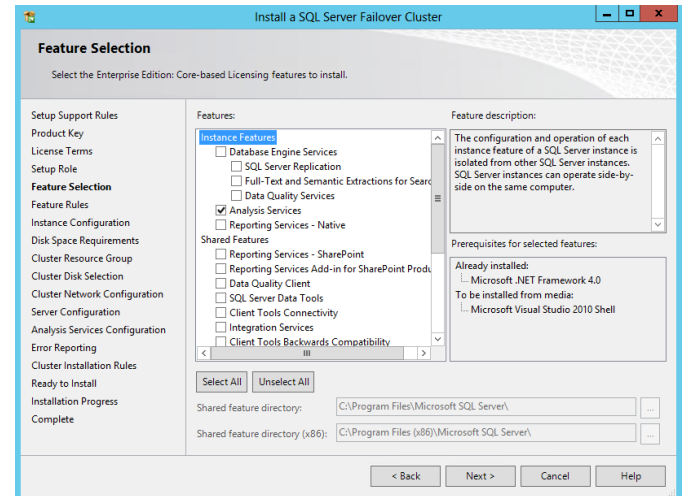 Install a SQL Server Failover Cluster
Feature Selection
Select the Enterprise Edition: Core-based Licensing features to install.
Setup Support Rules
Product Key
License Terms
Setup Role
Feature Selection
Feature Rules
Instance Configuration
Disk Space Requirements
Cluster Resource Group
Cluster Disk Selection
Cluster Network Configuration
Server Configuration
Analysis Services Configuration
Error Reporting
Cluster Installation Rules
Ready to Install
Installation Progress
Complete
Features:
Instance Features
Database Engine Services
SQL Server Replication
Full-Text and Semantic Extractions for Searc
Data Quality Services
Analysis Services
Reporting Services - Native
Shared Features
Reporting Services - SharePoint
Reporting Services Add-in for SharePoint Produ
Data Quality Client
SQL Server Data Tools
Client Tools Connectivity
Integration Services
Client Tools Backwards Compatibility
Feature description:
The configuration and operation of each
instance feature of a SQL Server instance is
isolated from other SQL Server instances.
SQL Server instances can operate side-by-
side on the same computer.
Prerequisites for selected features:
Already installed:
Microsoft .NET Framework 4.0
To be installed from media:
Microsoft Visual Studio 2010 Shell
Select All Unselect All
Shared feature directory: C:\Program Files\Microsoft SQL Server\ ...
Shared feature directory (x86): C:\Program Files (x86)\Microsoft SQL Server\ ...
< Back Next > Cancel Help